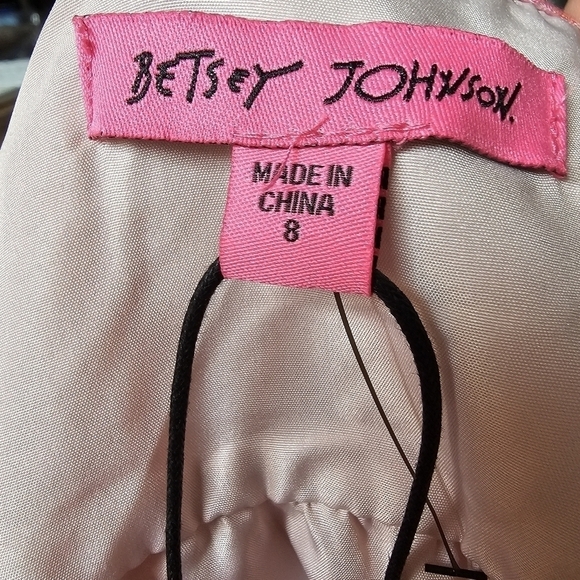 BETSEY JOHNSON.
MADE IN
CHINA
8